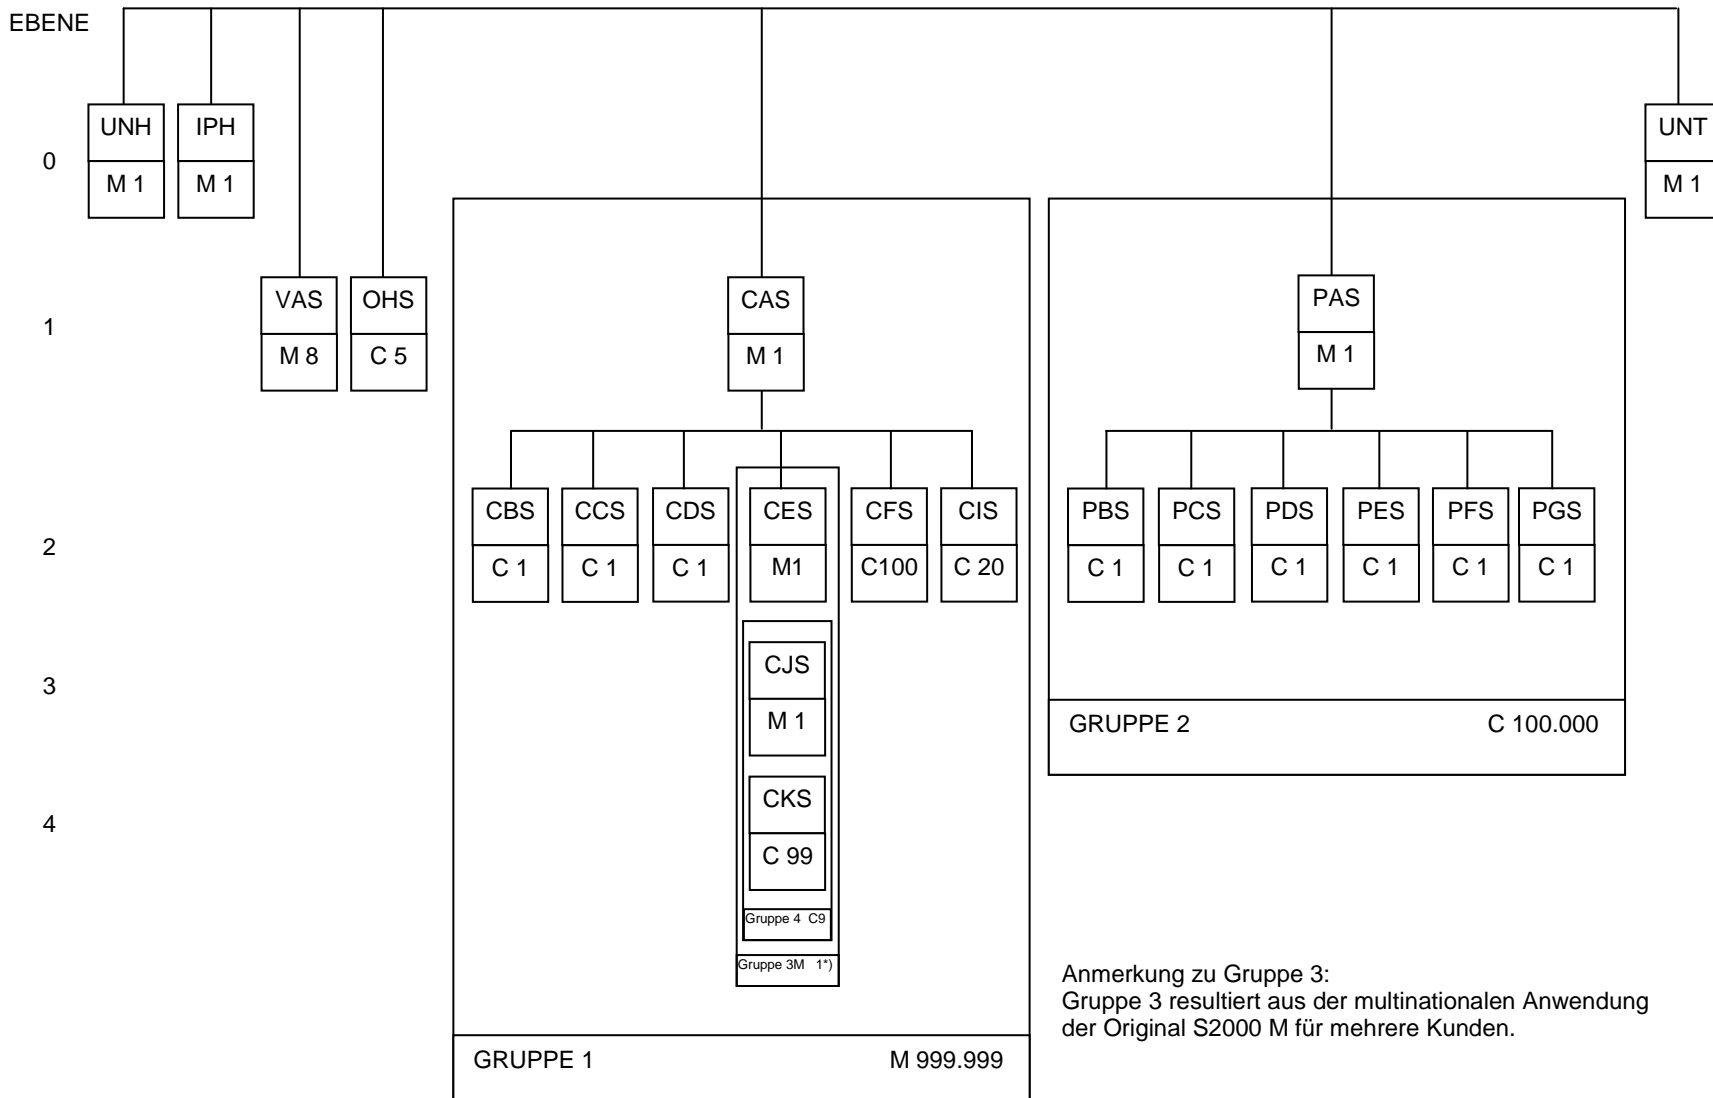 EBENE
UNH IPH UNT
0
M 1 M 1 M 1
VAS OHS CAS PAS
1
M 8 C 5 M 1 M 1
CBS CCS CDS CES CFS CIS PBS PCS PDS PES PFS PGS
2
C 1 C 1 C 1 M1 C100 C 20 C 1 C 1 C 1 C 1 C 1 C 1
CJS
3
M 1
GRUPPE 2 C 100.000
CKS
4
C 99
Gruppe 4 C9
Gruppe 3M 1*)
Anmerkung zu Gruppe 3:
Gruppe 3 resultiert aus der multinationalen Anwendung
der Original S2000 M für mehrere Kunden.
GRUPPE 1 M 999.999